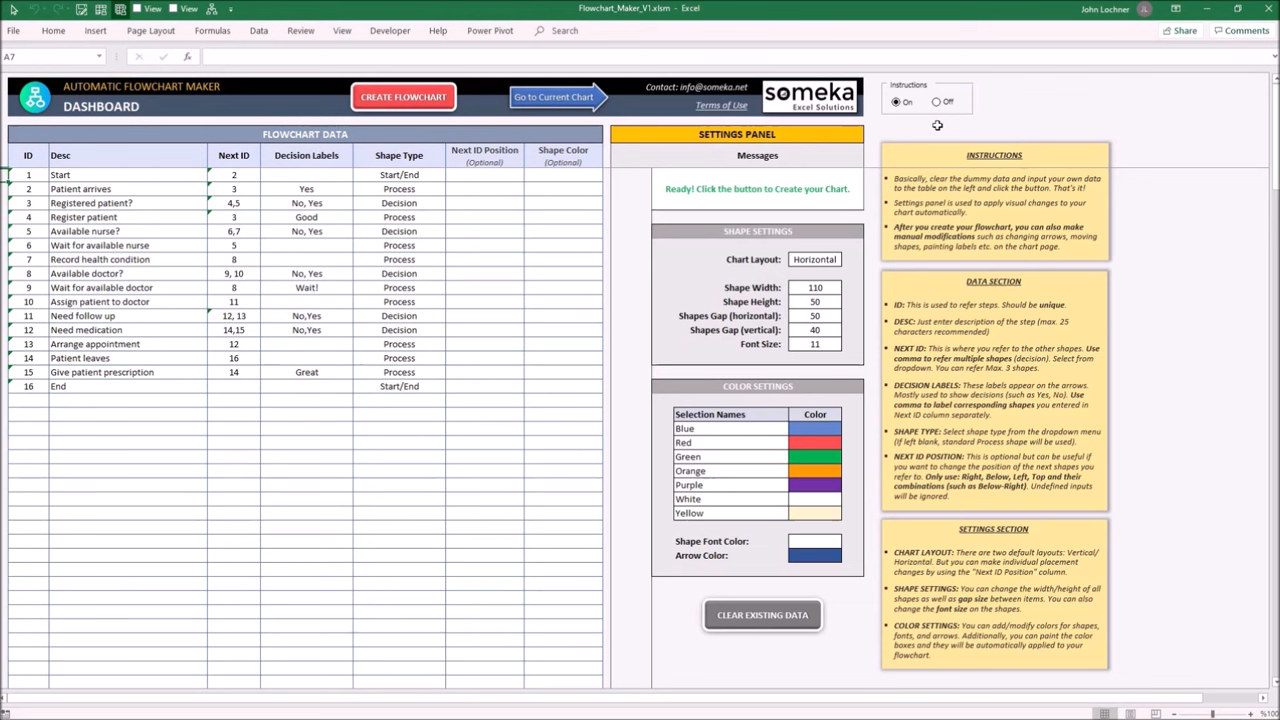 View View
Flowchart_Maker_V1.xlsm - Excel
John Lochner
File Home Insert Page Layout Formulas Data Review View Developer Help Power Pivot Search Share Comments
A7 fx
AUTOMATIC FLOWCHART MAKER
DASHBOARD
CREATE FLOWCHART
Go to Current Chart
Contact: info@someka.net
Terms of Use
someka
Excel Solutions
Instructions
On Off
FLOWCHART DATA
ID Desc Next ID Decision Labels Shape Type Next ID Position (Optional) Shape Color (Optional)
1 Start 2 Start/End
2 Patient arrives 3 Yes Process
3 Registered patient? 4,5 No, Yes Decision
4 Register patient 3 Good Process
5 Available nurse? 6,7 No, Yes Decision
6 Wait for available nurse 5 Process
7 Record health condition 8 Process
8 Available doctor? 9, 10 No, Yes Decision
9 Wait for available doctor 8 Wait! Process
10 Assign patient to doctor 11 Process
11 Need follow up 12, 13 No,Yes Decision
12 Need medication 14,15 No,Yes Decision
13 Arrange appointment 12 Process
14 Patient leaves 16 Process
15 Give patient prescription 14 Great Process
16 End Start/End
SETTINGS PANEL
Messages
Ready! Click the button to Create your Chart.
SHAPE SETTINGS
Chart Layout: Horizontal
Shape Width: 110
Shape Height: 50
Shapes Gap (horizontal): 50
Shapes Gap (vertical): 40
Font Size: 11
COLOR SETTINGS
Selection Names Color
Blue
Red
Green
Orange
Purple
White
Yellow
Shape Font Color:
Arrow Color:
CLEAR EXISTING DATA
INSTRUCTIONS
• Basically, clear the dummy data and input your own data
to the table on the left and click the button. That's it!
• Settings panel is used to apply visual changes to your
chart automatically.
• After you create your flowchart, you can also make
manual modifications such as changing arrows, moving
shapes, painting labels etc. on the chart page.
DATA SECTION
• ID: This is used to refer steps. Should be unique.
• DESC: Just enter description of the step (max. 25
characters recommended)
• NEXT ID: This is where you refer to the other shapes. Use
comma to refer multiple shapes (decision). Select from
dropdown. You can refer Max. 3 shapes.
• DECISION LABELS: These labels appear on the arrows.
Mostly used to show decisions (such as Yes, No). Use
comma to label corresponding shapes you entered in
Next ID column separately.
• SHAPE TYPE: Select shape type from the dropdown menu
(If left blank, standard Process shape will be used).
• NEXT ID POSITION: This is optional but can be useful if
you want to change the position of the next shapes you
refer to. Only use: Right, Below, Left, Top and their
combinations (such as Below-Right). Undefined inputs
will be ignored.
SETTINGS SECTION
• CHART LAYOUT: There are two default layouts: Vertical/
Horizontal. But you can make individual placement
changes by using the "Next ID Position" column.
• SHAPE SETTINGS: You can change the width/height of all
shapes as well as gap size between items. You can also
change the font size on the shapes.
• COLOR SETTINGS: You can add/modify colors for shapes,
fonts, and arrows. Additionally, you can paint the color
boxes and they will be automatically applied to your
flowchart.
%100